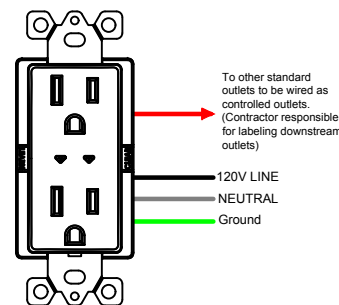 To other standard
outlets to be wired as
controlled outlets.
(Contractor responsible
for labeling downstream
outlets)
120V LINE
NEUTRAL
Ground